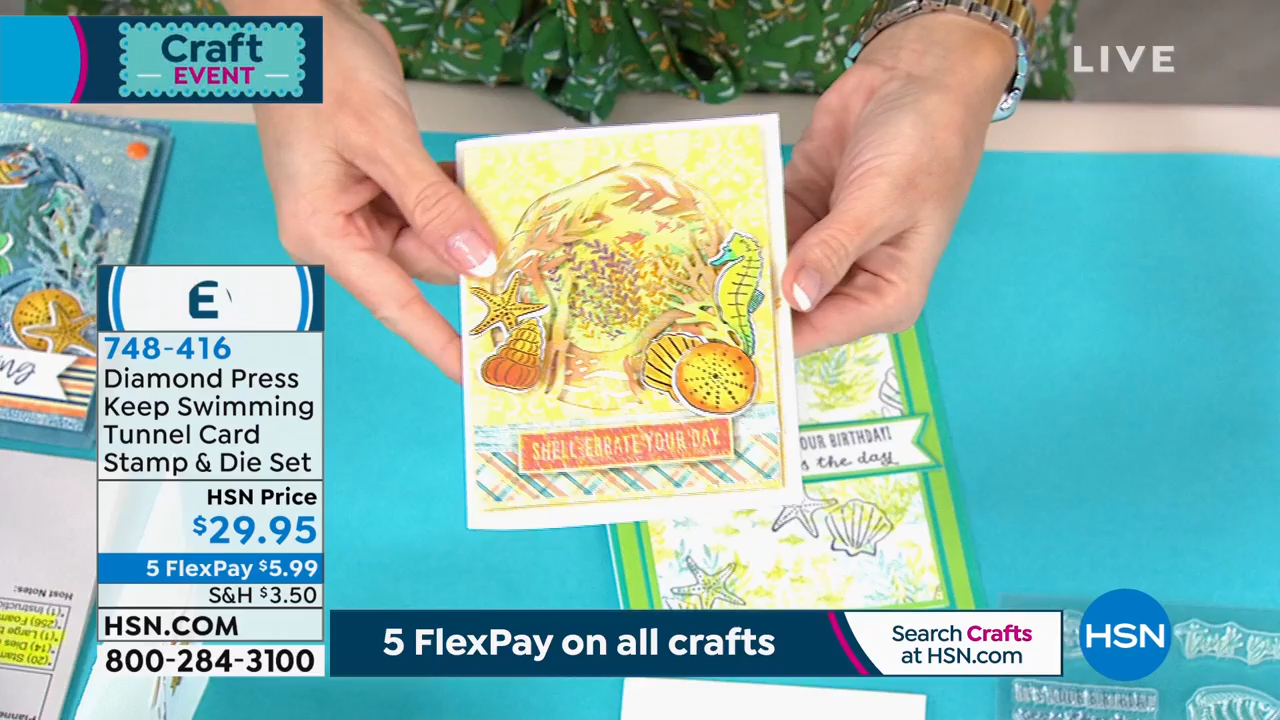 Craft
EVENT
LIVE
E
748-416
Diamond Press
Keep Swimming
Tunnel Card
Stamp & Die Set
HSN Price
$29.95
5 FlexPay $5.99
S&H $3.50
HSN.COM
800-284-3100
SHELL-EBRATE YOUR DAY
OUR BIRTHDAY!
s the day
ng
Host Notes:
5 FlexPay on all crafts
Search Crafts
at HSN.com
HSN
BIRTHDAY